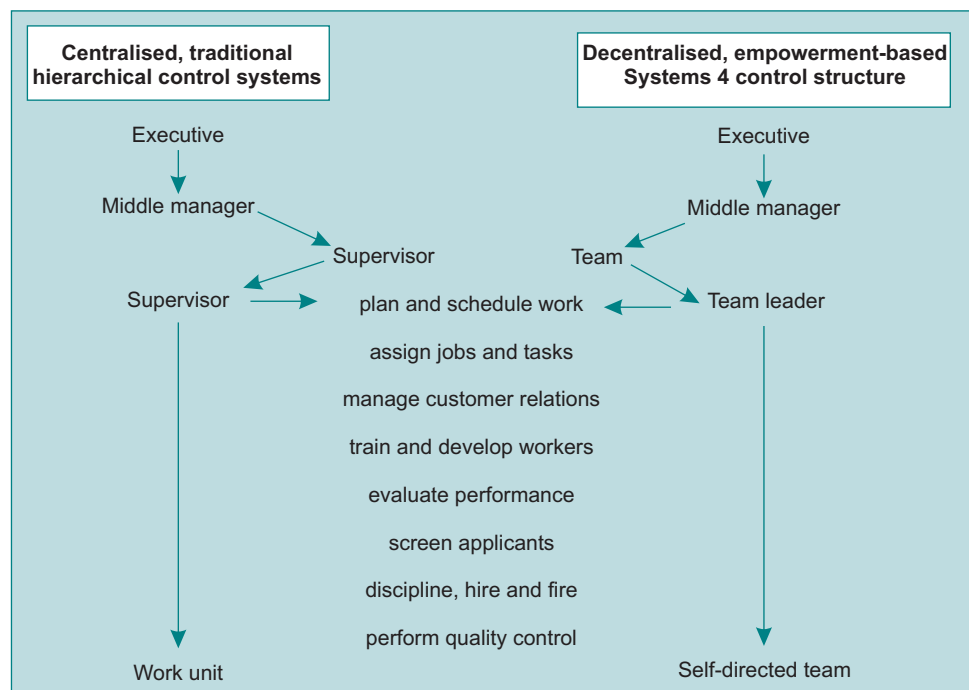 Centralised, traditional
hierarchical control systems
Decentralised, empowerment-based
Systems 4 control structure
Executive
Executive
Middle manager
Middle manager
Supervisor
Team
Supervisor
plan and schedule work
Team leader
assign jobs and tasks
manage customer relations
train and develop workers
evaluate performance
screen applicants
discipline, hire and fire
perform quality control
Work unit
Self-directed team